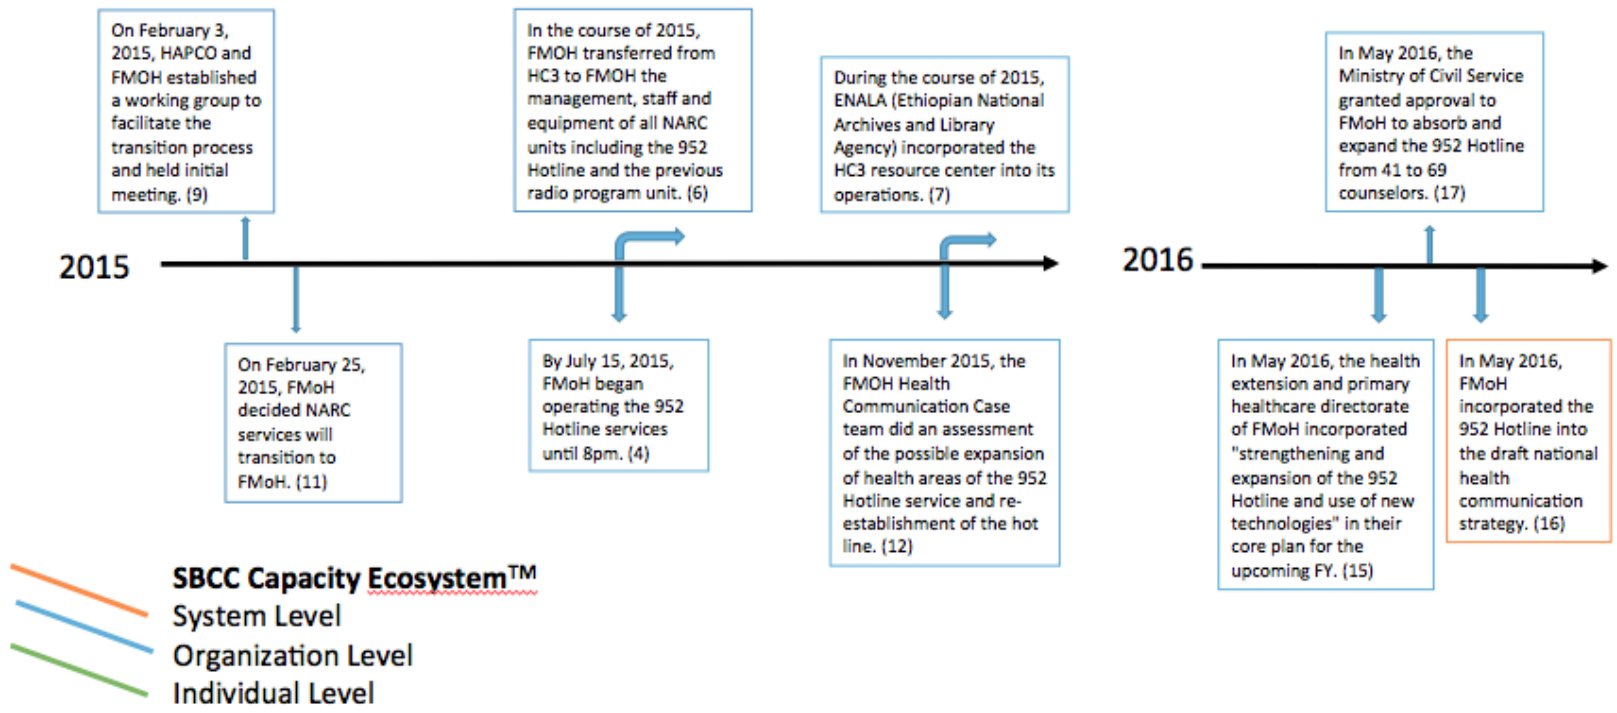 On February 3,
2015, HAPCO and
FMOH established
a working group to
facilitate the
transition process
and held initial
meeting. (9)
In the course of 2015,
FMOH transferred from
HC3 to FMOH the
management, staff and
equipment of all NARC
units including the 952
Hotline and the previous
radio program unit. (6)
During the course of 2015,
ENALA (Ethiopian National
Archives and Library
Agency) incorporated the
HC3 resource center into its
operations. (7)
In May 2016, the
Ministry of Civil Service
granted approval to
FMoH to absorb and
expand the 952 Hotline
from 41 to 69
counselors. (17)
2015
2016
On February 25,
2015, FMoH
decided NARC
services will
transition to
FMoH. (11)
By July 15, 2015,
FMoH began
operating the 952
Hotline services
until 8pm. (4)
In November 2015, the
FMOH Health
Communication Case
team did an assessment
of the possible expansion
of health areas of the 952
Hotline service and re-
establishment of the hot
line. (12)
In May 2016, the health
extension and primary
healthcare directorate
of FMoH incorporated
"strengthening and
expansion of the 952
Hotline and use of new
technologies" in their
core plan for the
upcoming FY. (15)
In May 2016,
FMoH
incorporated the
952 Hotline into
the draft national
health
communication
strategy. (16)
SBCC Capacity Ecosystem™
System Level
Organization Level
Individual Level